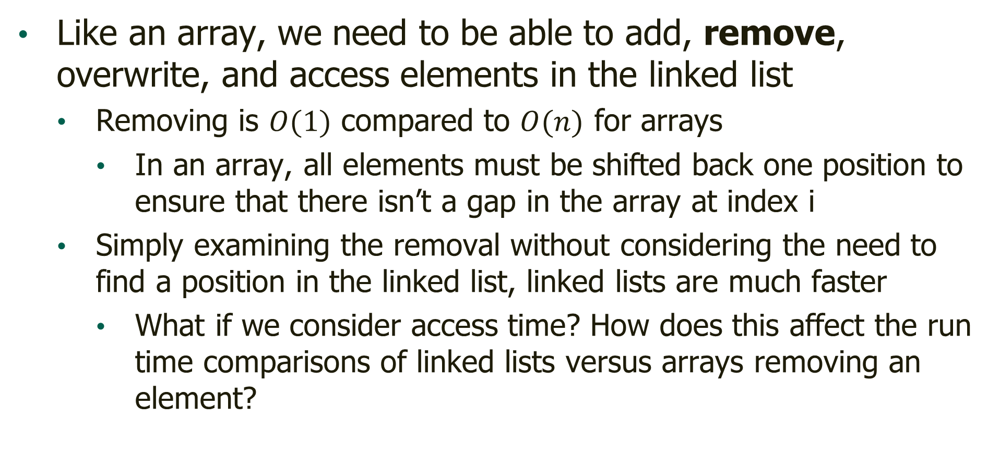 • Like an array, we need to be able to add, remove,
overwrite, and access elements in the linked list
• Removing is O(1) compared to O(n) for arrays
• In an array, all elements must be shifted back one position to
ensure that there isn’t a gap in the array at index i
• Simply examining the removal without considering the need to
find a position in the linked list, linked lists are much faster
• What if we consider access time? How does this affect the run
time comparisons of linked lists versus arrays removing an
element?